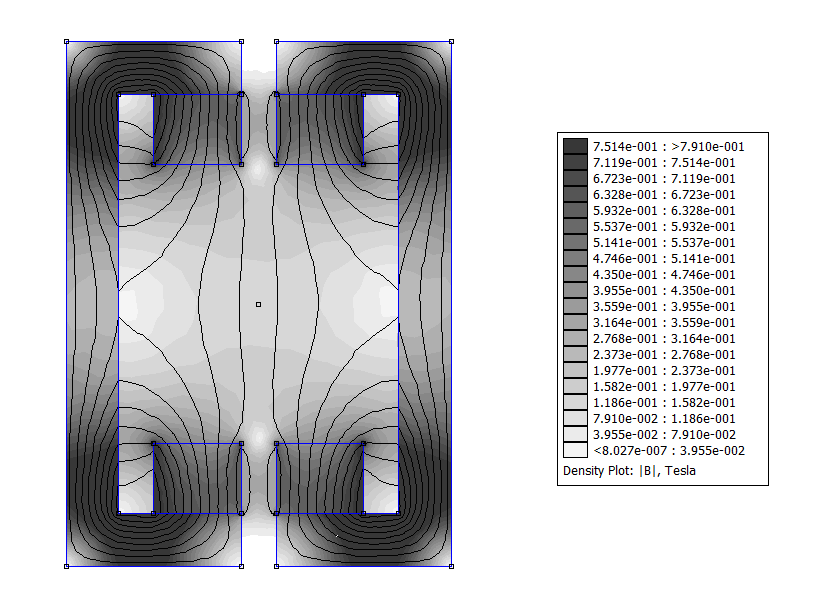 7.514e-001 : >7.910e-001
7.119e-001 : 7.514e-001
6.723e-001 : 7.119e-001
6.328e-001 : 6.723e-001
5.932e-001 : 6.328e-001
5.537e-001 : 5.932e-001
5.141e-001 : 5.537e-001
4.746e-001 : 5.141e-001
4.350e-001 : 4.746e-001
3.955e-001 : 4.350e-001
3.559e-001 : 3.955e-001
3.164e-001 : 3.559e-001
2.768e-001 : 3.164e-001
2.373e-001 : 2.768e-001
1.977e-001 : 2.373e-001
1.582e-001 : 1.977e-001
1.186e-001 : 1.582e-001
7.910e-002 : 1.186e-001
3.955e-002 : 7.910e-002
<8.027e-007 : 3.955e-002
Density Plot: |B|, Tesla